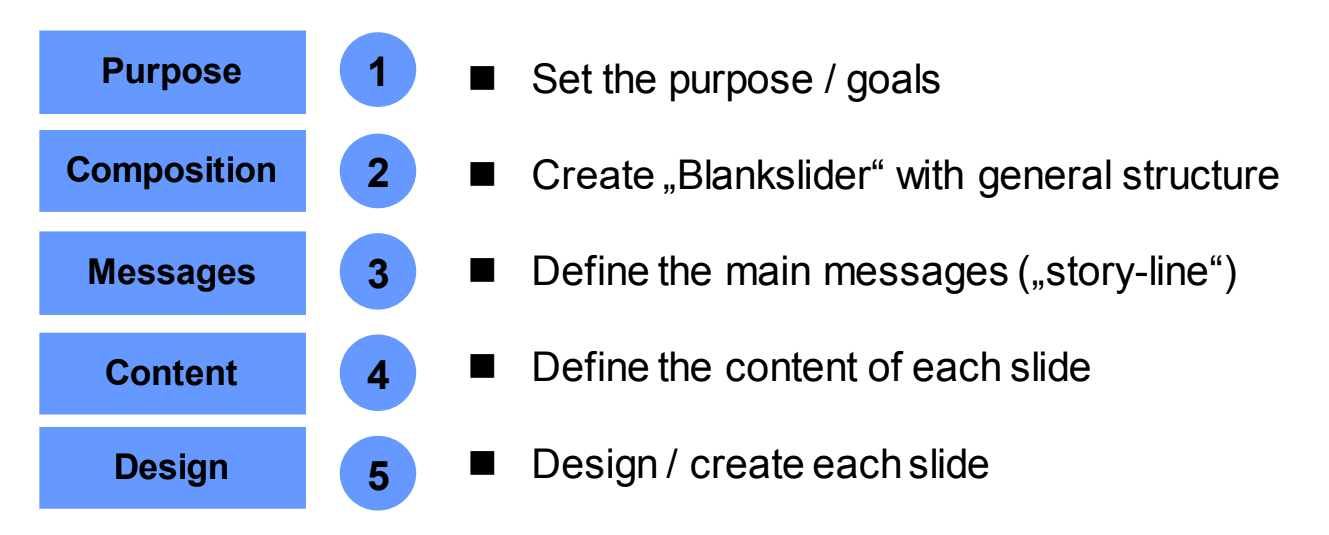 Purpose 1 ■ Set the purpose / goals
Composition 2 ■ Create „Blankslider“ with general structure
Messages 3 ■ Define the main messages („story-line“)
Content 4 ■ Define the content of each slide
Design 5 ■ Design / create each slide